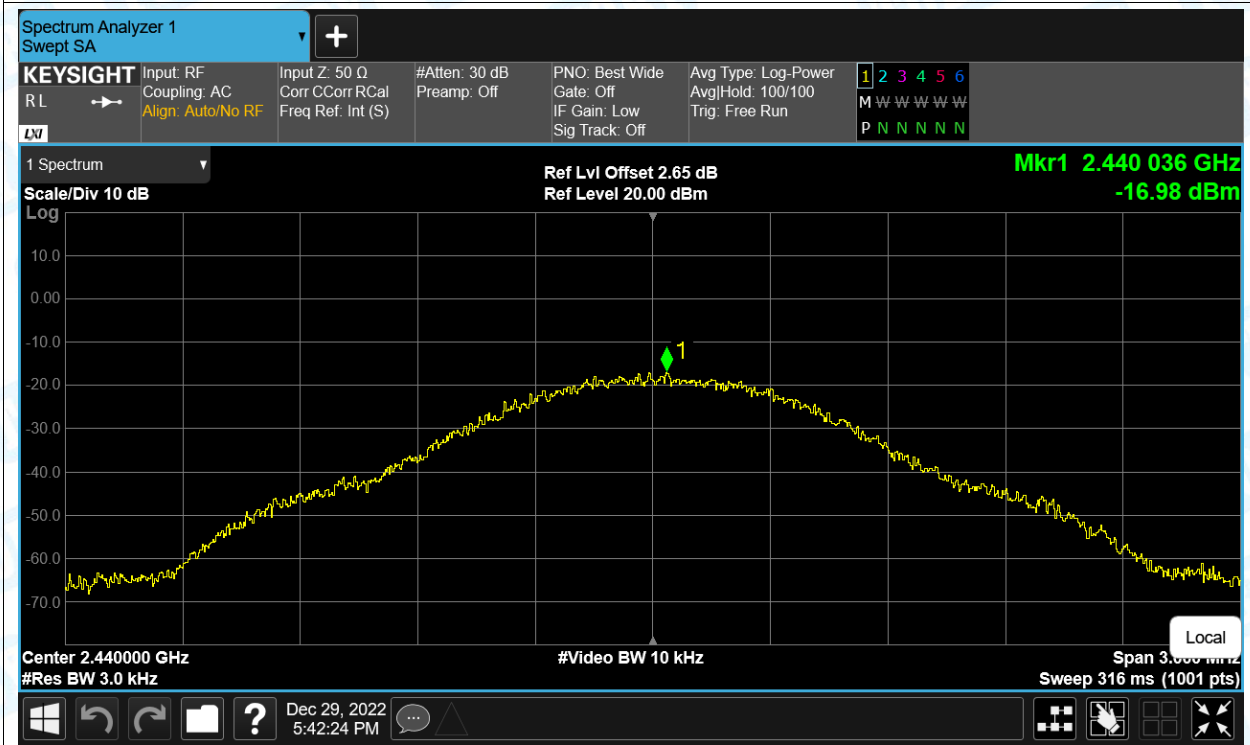 Spectrum Analyzer 1
Swept SA
+
KEYSIGHT
R L
LXI
Input: RF
Coupling: AC
Align: Auto/No RF
Input Z: 50 Ω
Corr CCorr RCal
Freq Ref: Int (S)
#Atten: 30 dB
Preamp: Off
PNO: Best Wide
Gate: Off
IF Gain: Low
Sig Track: Off
Avg Type: Log-Power
Avg|Hold: 100/100
Trig: Free Run
1 2 3 4 5 6
M W W W W W
P N N N N N
1 Spectrum
Scale/Div 10 dB
Log
Ref Lvl Offset 2.65 dB
Ref Level 20.00 dBm
Mkr1 2.440 036 GHz
-16.98 dBm
10.0
0.00
-10.0
1
-20.0
-30.0
-40.0
-50.0
-60.0
-70.0
Local
Center 2.440000 GHz
#Video BW 10 kHz
Span
#Res BW 3.0 kHz
Sweep 316 ms (1001 pts)
?
Dec 29, 2022
5:42:24 PM